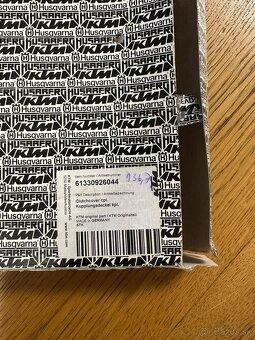 HUSABERG KTM
Husqvarna
Item Number / Artikelnummer
61330926044
Part Description / Artikelbezeichnung
Clutchcover cpl.
Kupplungsdeckel kpl.
KTM original part / KTM Originalteil
MADE IN GERMANY